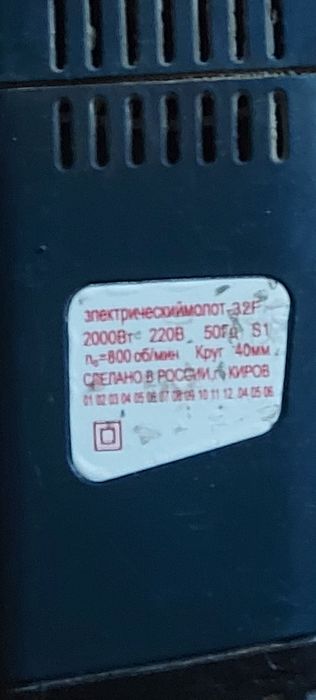 электрическиймолот 32F
2000Вт 220В 50Гц S1
n₀=800 об/мин Круг 40мм
СДЕЛАНО В РОССИИ, г. КИРОВ
01 02 03 04 05 06 07 08 09 10 11 12 04 05 06